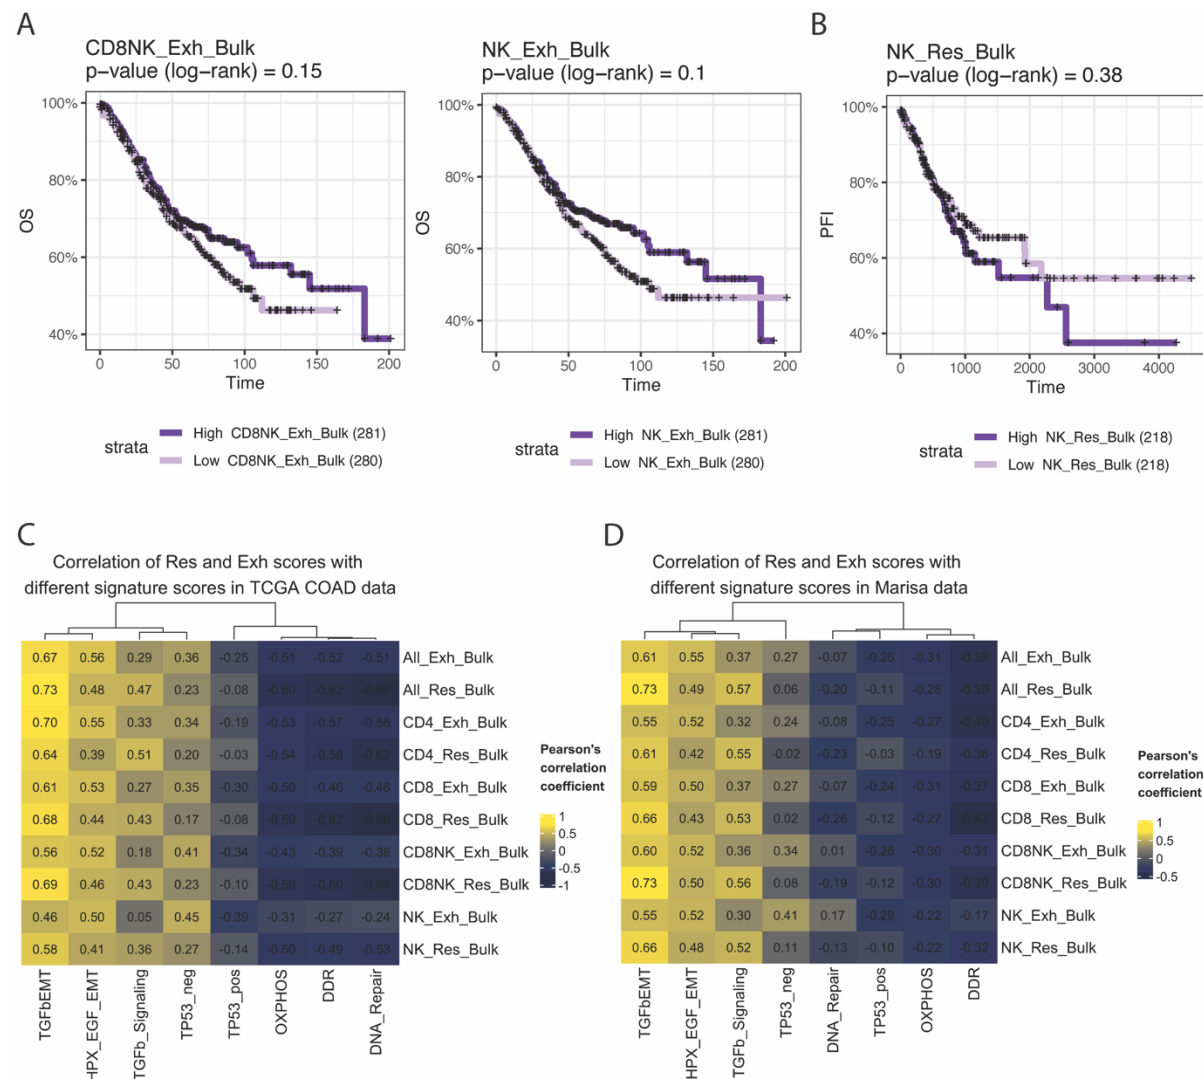 A
CD8NK_Exh_Bulk
p-value (log-rank) = 0.15
100%
80%
60%
40%
OS
0 50 100 150 200
Time
strata
High CD8NK_Exh_Bulk (281)
Low CD8NK_Exh_Bulk (280)
NK_Exh_Bulk
p-value (log-rank) = 0.1
100%
80%
60%
40%
OS
0 50 100 150 200
Time
strata
High NK_Exh_Bulk (281)
Low NK_Exh_Bulk (280)
B
NK_Res_Bulk
p-value (log-rank) = 0.38
100%
80%
60%
40%
PFI
0 1000 2000 3000 4000
Time
strata
High NK_Res_Bulk (218)
Low NK_Res_Bulk (218)
C
Correlation of Res and Exh scores with
different signature scores in TCGA COAD data
0.67 0.56 0.29 0.36 -0.25 -0.51 -0.52 -0.51 All_Exh_Bulk
0.73 0.48 0.47 0.23 -0.08 -0.60 -0.62 All_Res_Bulk
0.70 0.55 0.33 0.34 -0.19 -0.53 -0.57 -0.56 CD4_Exh_Bulk
0.64 0.39 0.51 0.20 -0.03 -0.54 -0.58 -0.62 CD4_Res_Bulk
0.61 0.53 0.27 0.35 -0.30 -0.50 -0.46 -0.46 CD8_Exh_Bulk
0.68 0.44 0.43 0.17 -0.08 -0.59 -0.62 CD8_Res_Bulk
0.56 0.52 0.18 0.41 -0.34 -0.43 -0.39 -0.38 CD8NK_Exh_Bulk
0.69 0.46 0.43 0.23 -0.10 -0.59 -0.60 -0.64 CD8NK_Res_Bulk
0.46 0.50 0.05 0.45 -0.39 -0.31 -0.27 -0.24 NK_Exh_Bulk
0.58 0.41 0.36 0.27 -0.14 -0.50 -0.49 -0.53 NK_Res_Bulk
TGFbEMT
HPX_EGF_EMT
TGFb_Signaling
TP53_neg
TP53_pos
OXPHOS
DDR
DNA_Repair
Pearson's
correlation
coefficient
1
0.5
0
-0.5
-1
D
Correlation of Res and Exh scores with
different signature scores in Marisa data
0.61 0.55 0.37 0.27 -0.07 -0.26 -0.31 -0.39 All_Exh_Bulk
0.73 0.49 0.57 0.06 -0.20 -0.11 -0.28 -0.39 All_Res_Bulk
0.55 0.52 0.32 0.24 -0.08 -0.25 -0.27 -0.40 CD4_Exh_Bulk
0.61 0.42 0.55 -0.02 -0.23 -0.03 -0.19 -0.36 CD4_Res_Bulk
0.59 0.50 0.37 0.27 -0.07 -0.24 -0.27 -0.37 CD8_Exh_Bulk
0.66 0.43 0.53 0.02 -0.26 -0.12 -0.27 -0.43 CD8_Res_Bulk
0.60 0.52 0.36 0.34 0.01 -0.26 -0.30 -0.31 CD8NK_Exh_Bulk
0.73 0.50 0.56 0.08 -0.19 -0.12 -0.30 -0.39 CD8NK_Res_Bulk
0.55 0.52 0.30 0.41 0.17 -0.29 -0.22 -0.17 NK_Exh_Bulk
0.66 0.48 0.52 0.11 -0.13 -0.10 -0.22 -0.32 NK_Res_Bulk
TGFbEMT
HPX_EGF_EMT
TGFb_Signaling
TP53_neg
DNA_Repair
TP53_pos
OXPHOS
DDR
Pearson's
correlation
coefficient
1
0.5
0
-0.5